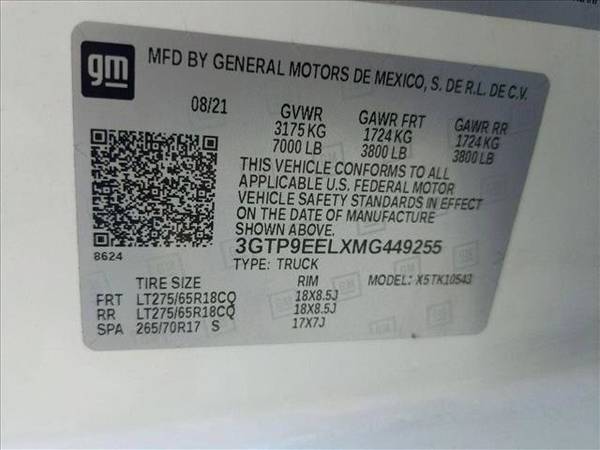 gm
MFD BY GENERAL MOTORS DE MEXICO, S. DE R.L. DE C.V.
08/21 GVWR GAWR FRT GAWR RR
3175 KG 1724 KG 1724 KG
7000 LB 3800 LB 3800 LB
THIS VEHICLE CONFORMS TO ALL
APPLICABLE U.S. FEDERAL MOTOR
VEHICLE SAFETY STANDARDS IN EFFECT
ON THE DATE OF MANUFACTURE
SHOWN ABOVE.
8624 3GTP9EELXMG449255
TYPE: TRUCK
TIRE SIZE RIM MODEL: X5TK10543
FRT LT275/65R18CQ 18X8.5J
RR LT275/65R18CQ 18X8.5J
SPA 265/70R17 S 17X7J